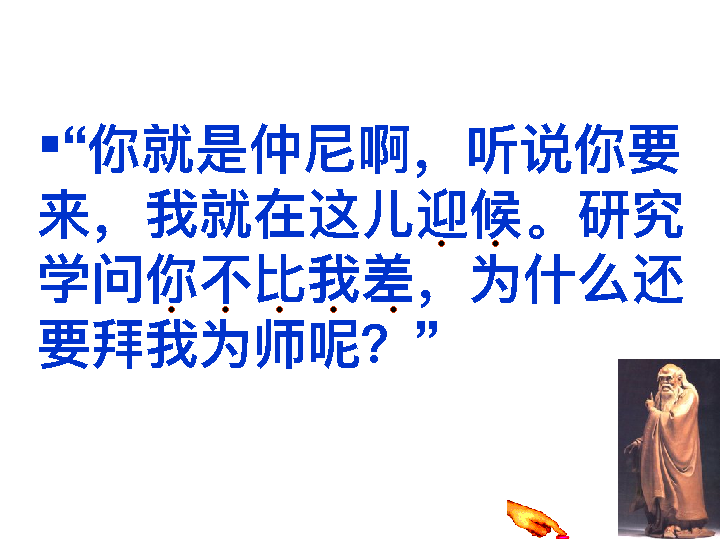 “你就是仲尼啊，听说你要
来，我就在这儿迎候。研究
学问你不比我差，为什么还
要拜我为师呢？”